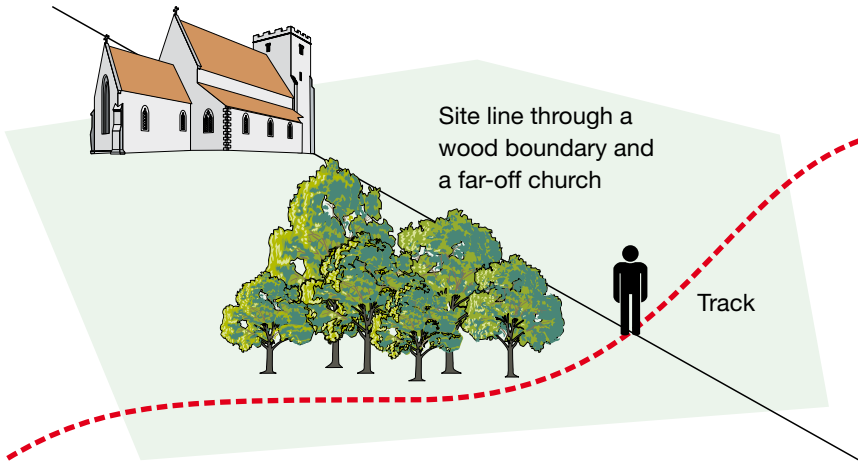 Site line through a
wood boundary and
a far-off church
Track